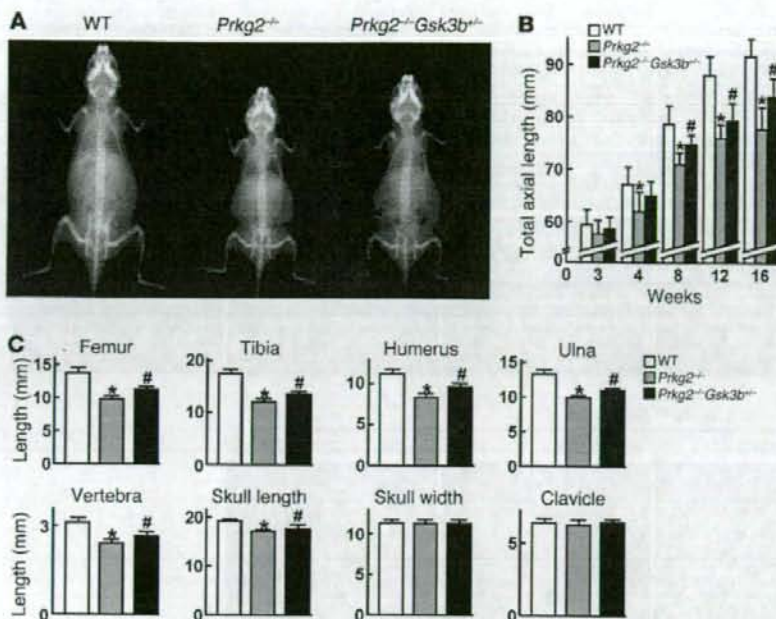 A
WT
Prkg2–/–
Prkg2–/–Gsk3b+/–
B
WT
Prkg2–/–
Prkg2–/–Gsk3b+/–
Total axial length (mm)
90
80
70
60
0
* # * # * # *
0 3 4 8 12 16
Weeks
C
Femur
Length (mm)
15
10
5
0
* #
Tibia
20
10
0
* #
Humerus
10
5
0
* #
Ulna
15
10
5
0
* #
WT
Prkg2–/–
Prkg2–/–Gsk3b+/–
Vertebra
Length (mm)
3
0
* #
Skull length
20
10
0
* #
Skull width
10
5
0
Clavicle
5
0